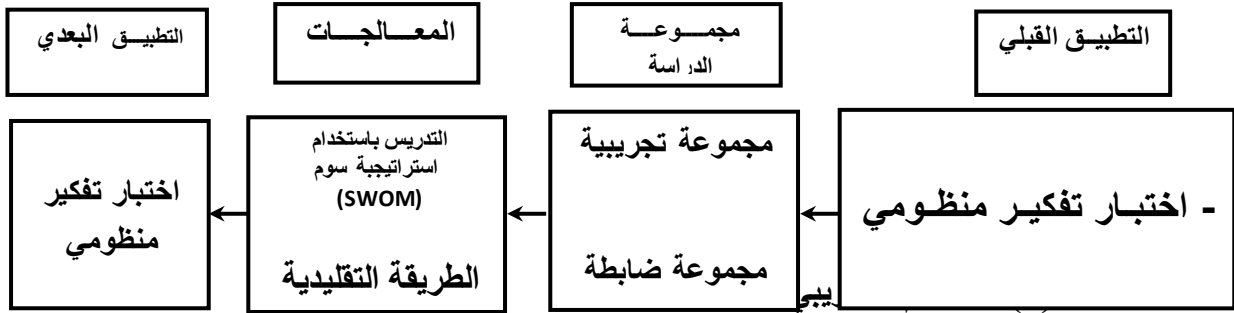 التطبيق القبلي
مجموعة
الدراسة
المعالجات
التطبيق البعدي
- اختبار تفكير منظومي
مجموعة تجريبية
مجموعة ضابطة
التدريس باستخدام
استراتيجية سوم
(SWOM)
الطريقة التقليدية
اختبار تفكير
منظومي